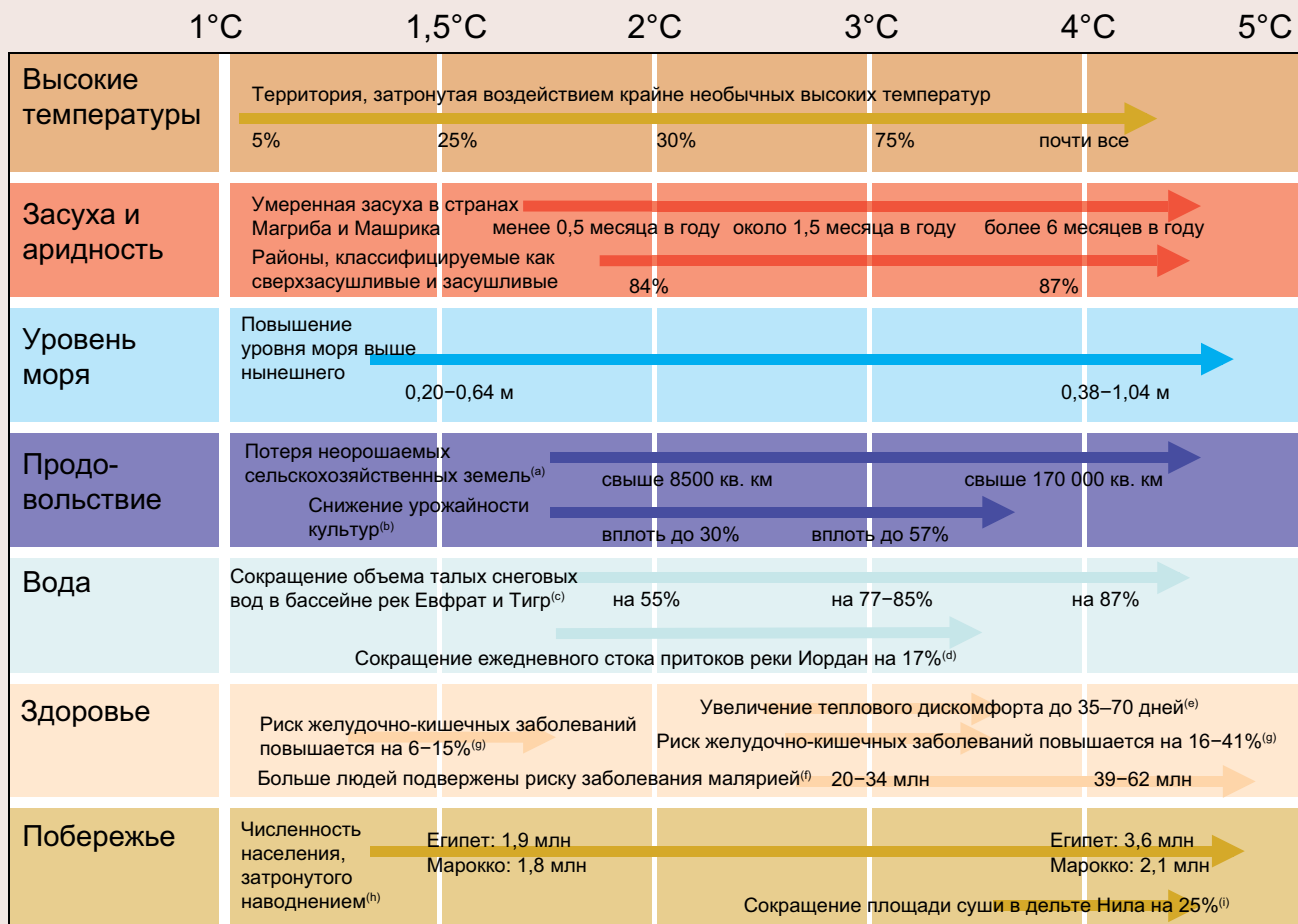 1°C 1,5°C 2°C 3°C 4°C 5°C
Высокие
температуры
Территория, затронутая воздействием крайне необычных высоких температур
5% 25% 30% 75% почти все
Засуха и
аридность
Умеренная засуха в странах
Магриба и Машрика
менее 0,5 месяца в году около 1,5 месяца в году более 6 месяцев в году
Районы, классифицируемые как
сверхзасушливые и засушливые
84% 87%
Уровень
моря
Повышение
уровня моря выше
нынешнего
0,20−0,64 м 0,38−1,04 м
Продо-
вольствие
Потеря неорошаемых
сельскохозяйственных земель(a)
свыше 8500 кв. км свыше 170 000 кв. км
Снижение урожайности
культур(b)
вплоть до 30% вплоть до 57%
Вода
Сокращение объема талых снеговых
вод в бассейне рек Евфрат и Тигр(c)
на 55% на 77−85% на 87%
Сокращение ежедневного стока притоков реки Иордан на 17%(d)
Здоровье
Увеличение теплового дискомфорта до 35–70 дней(e)
Риск желудочно-кишечных заболеваний
повышается на 6−15%(g)
Риск желудочно-кишечных заболеваний повышается на 16−41%(g)
Больше людей подвержены риску заболевания малярией(f) 20−34 млн 39−62 млн
Побережье
Численность
населения,
затронутого
наводнением(h)
Египет: 1,9 млн
Марокко: 1,8 млн
Египет: 3,6 млн
Марокко: 2,1 млн
Сокращение площади суши в дельте Нила на 25%(i)